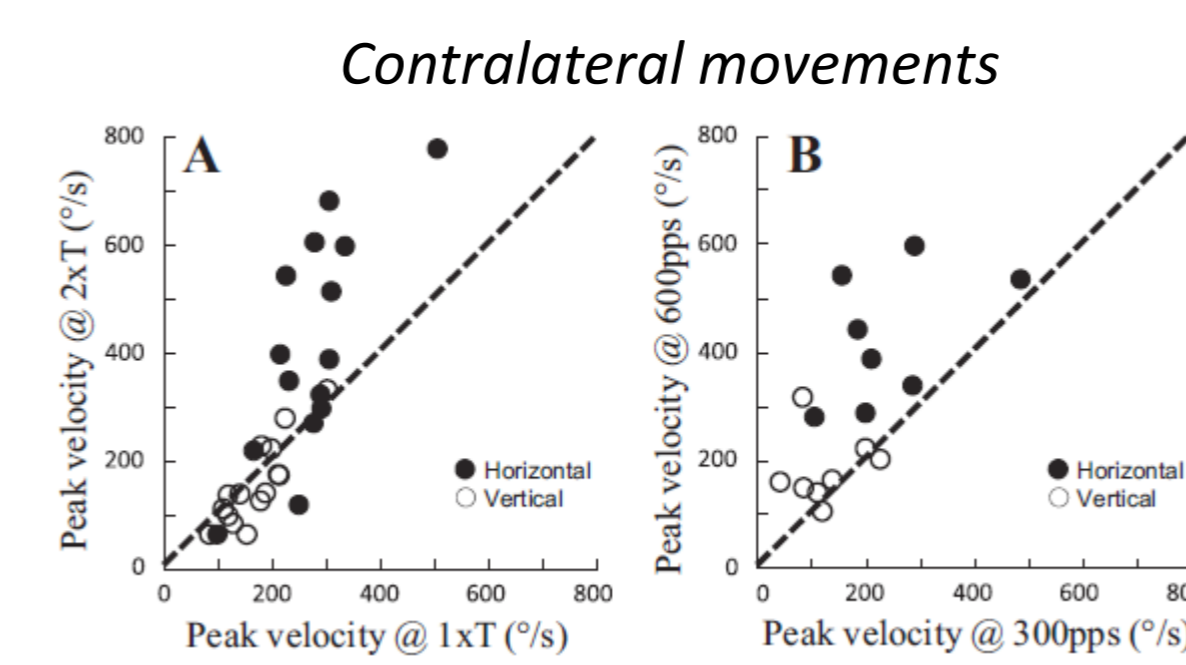 Contralateral movements
A
Peak velocity @ 2xT (°/s)
800
600
400
200
0
Horizontal
Vertical
0 200 400 600 800
Peak velocity @ 1xT (°/s)
B
Peak velocity @ 600pps (°/s)
800
600
400
200
0
Horizontal
Vertical
0 200 400 600 80
Peak velocity @ 300pps (°/s)